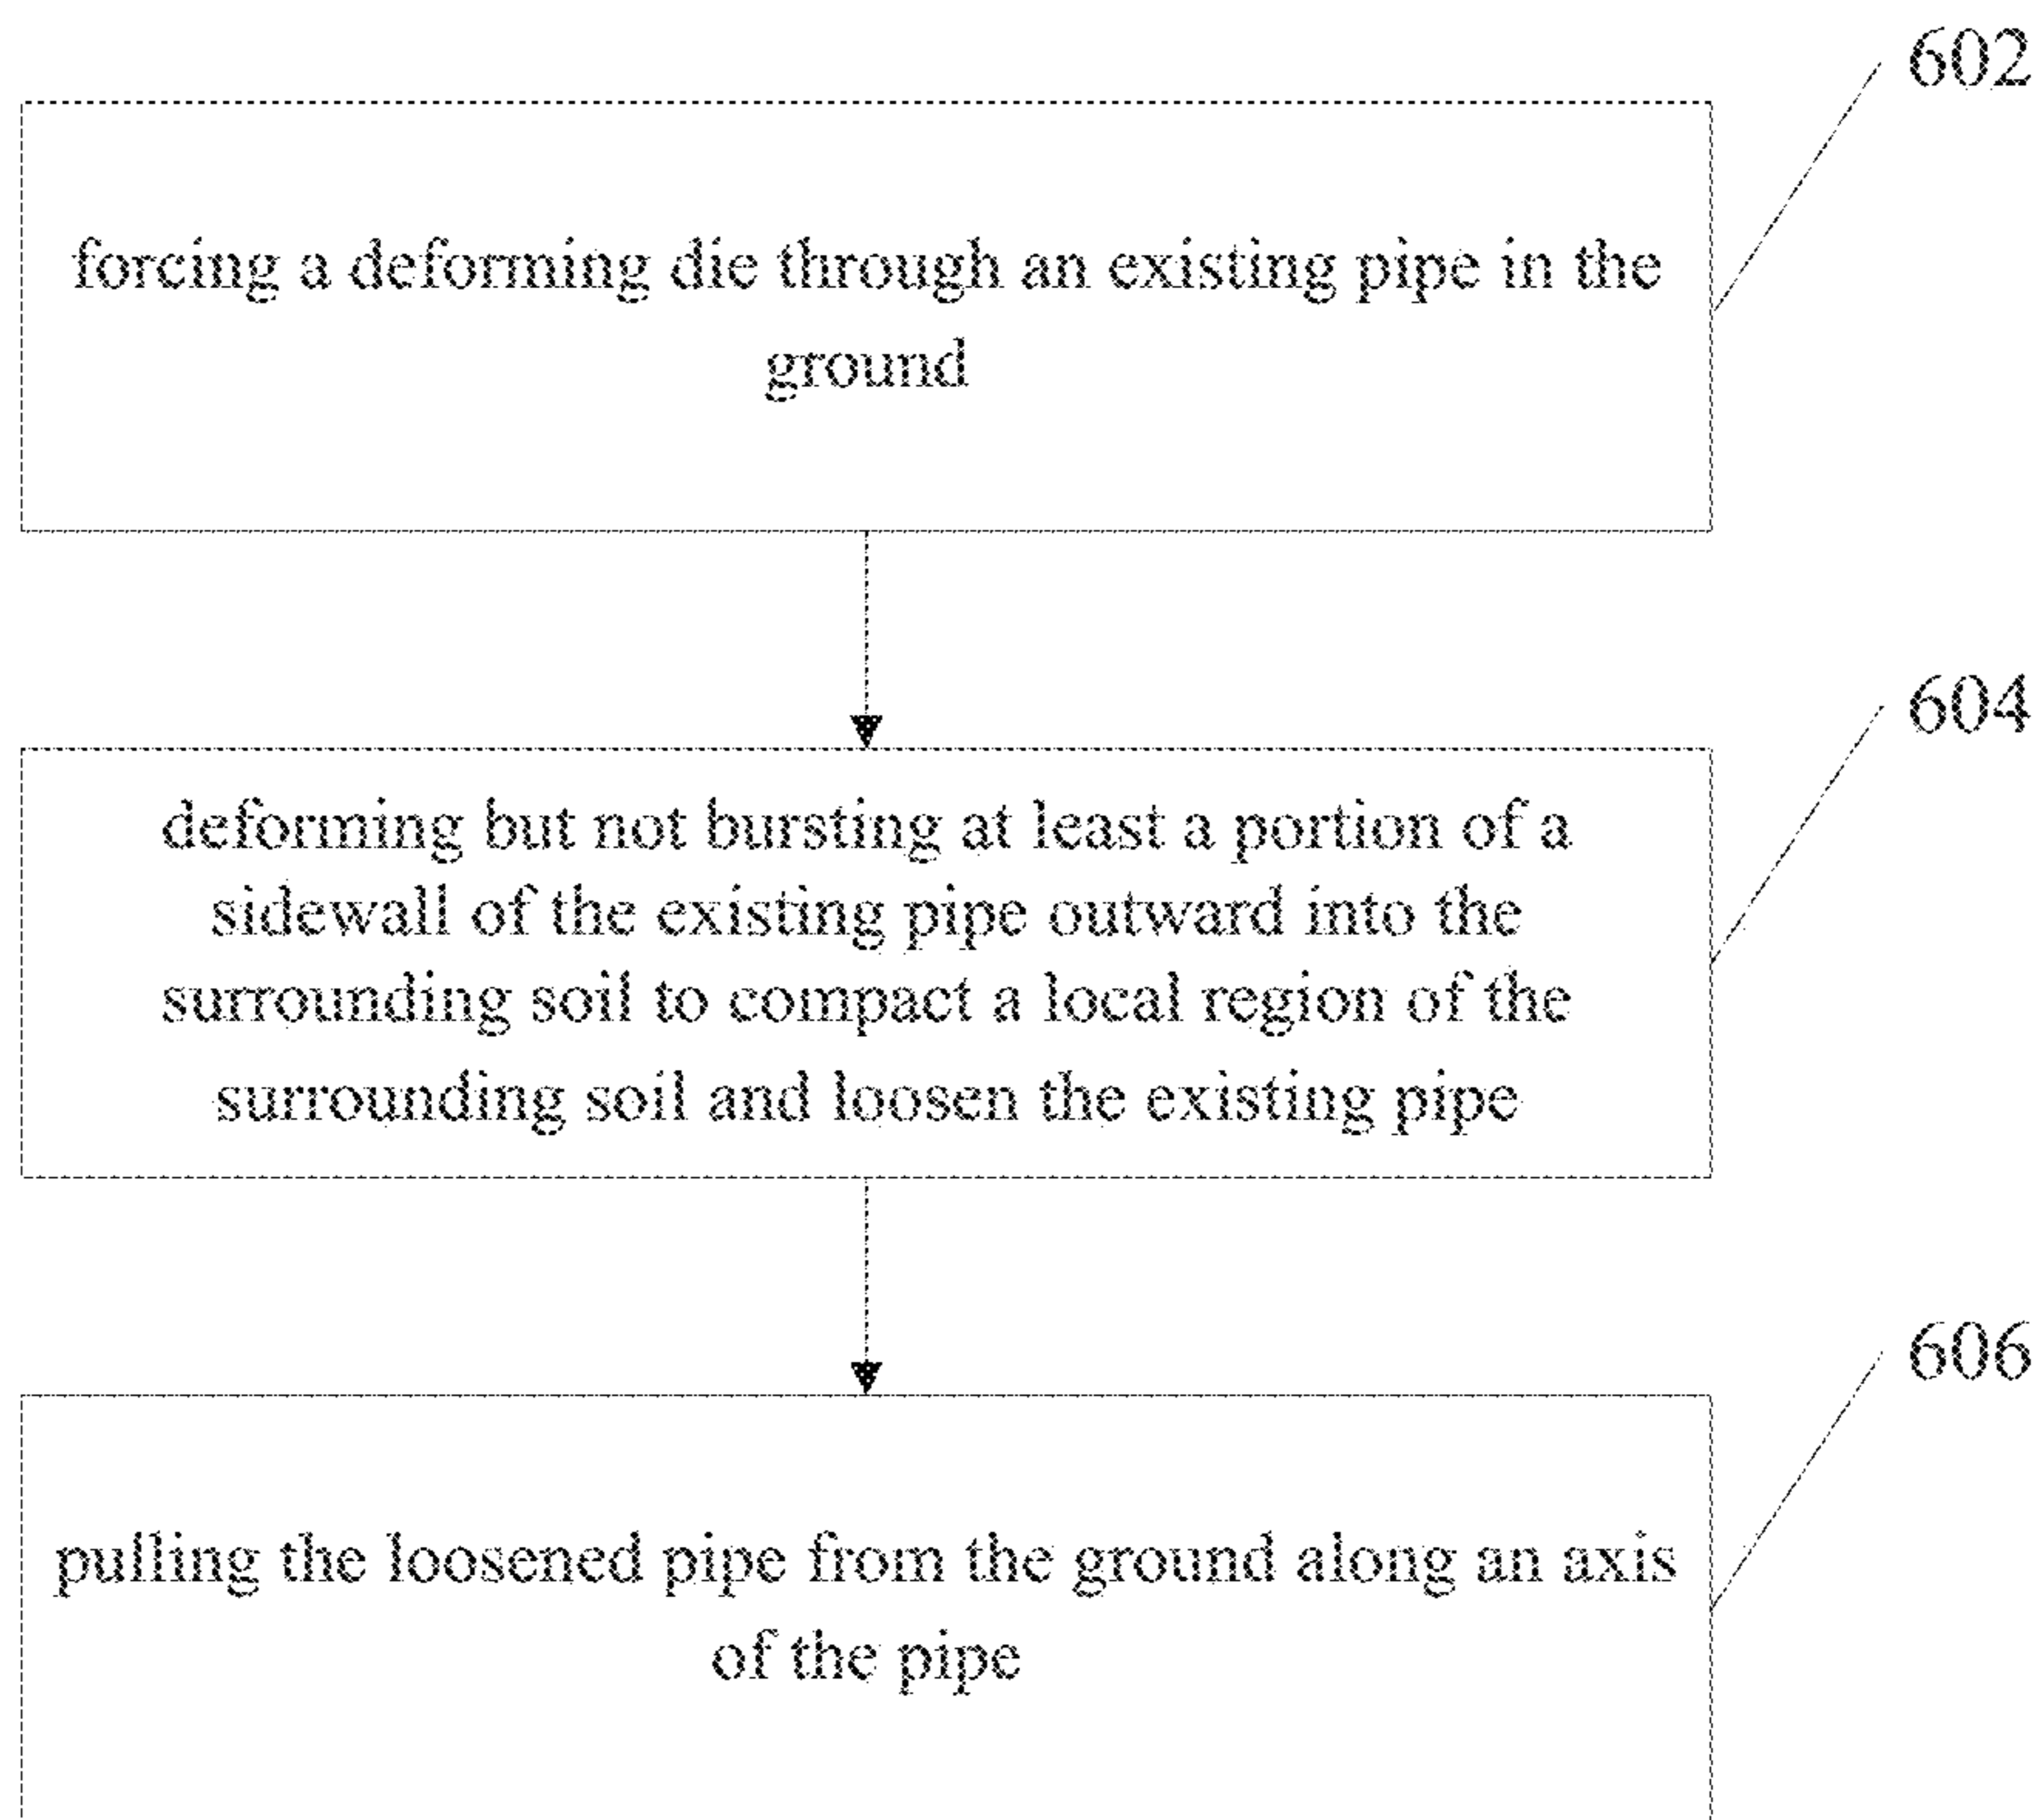 602
forcing a deforming die through an existing pipe in the
ground
604
deforming but not bursting at least a portion of a
sidewall of the existing pipe outward into the
surrounding soil to compact a local region of the
surrounding soil and loosen the existing pipe
606
pulling the loosened pipe from the ground along an axis
of the pipe